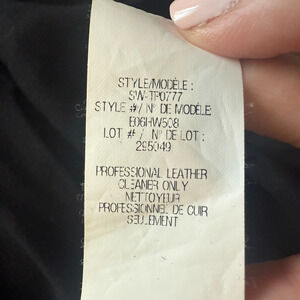 STYLE/MODÈLE :
SW-TP0777
STYLE #/ N° DE MODÈLE:
E06HW508
LOT # / N° DE LOT :
295049
PROFESSIONAL LEATHER
CLEANER ONLY
NETTOYEUR
PROFESSIONNEL DE CUIR
SEULEMENT